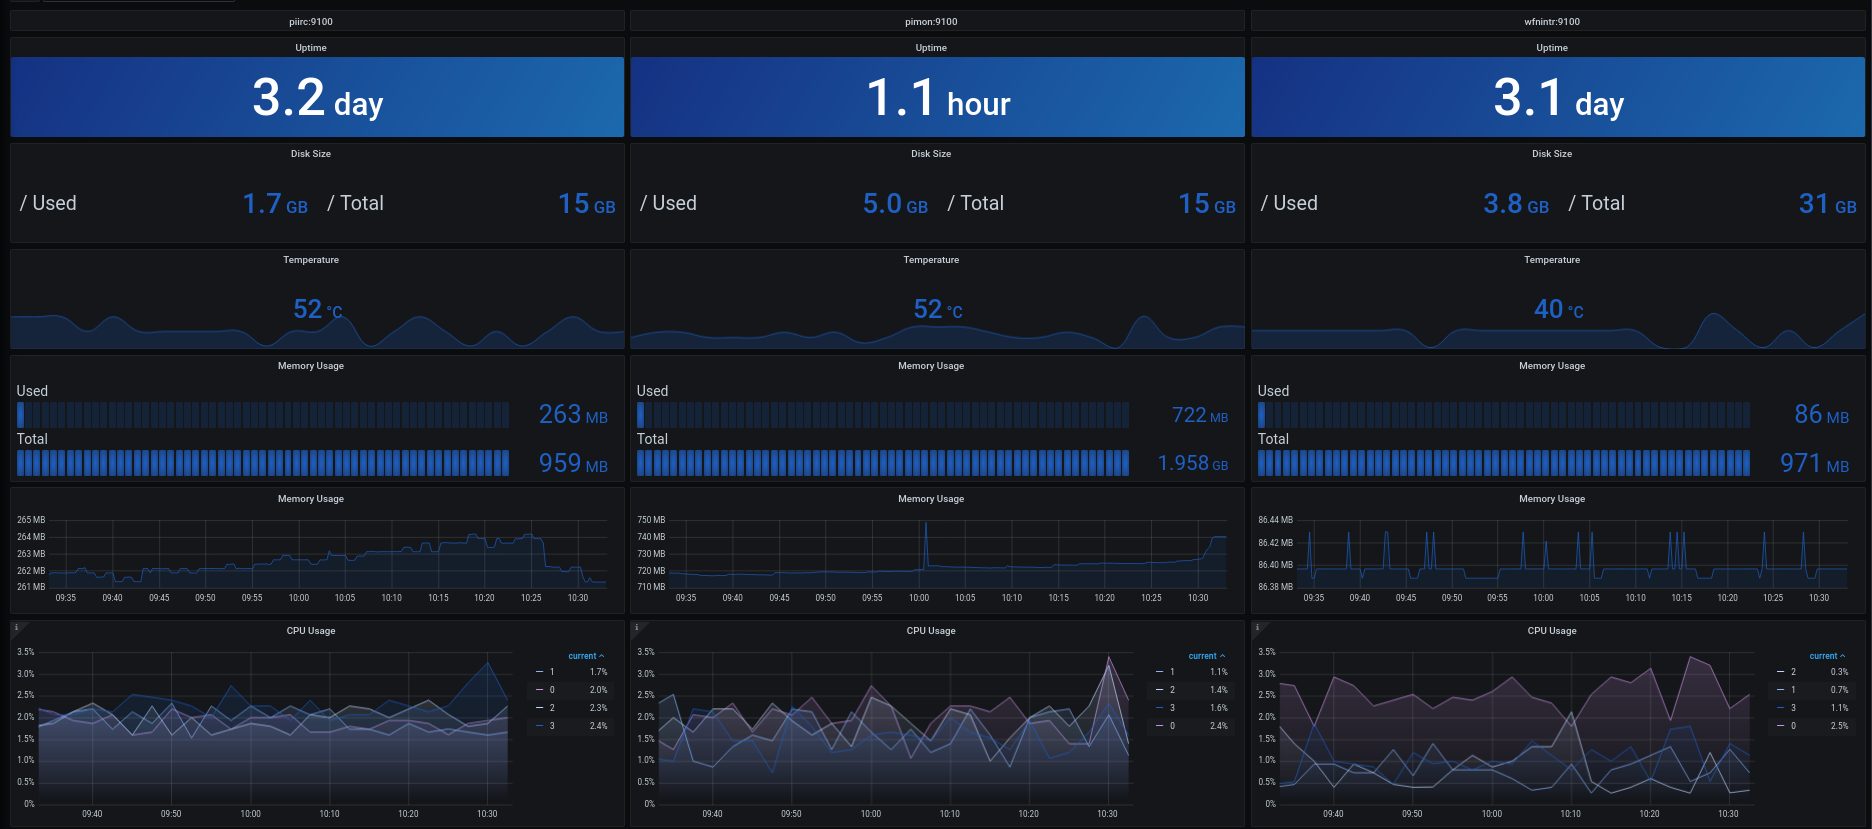 piirc:9100 pimon:9100 wfnintr:9100
Uptime Uptime Uptime
3.2 day 1.1 hour 3.1 day
Disk Size Disk Size Disk Size
/ Used 1.7 GB / Total 15 GB / Used 5.0 GB / Total 15 GB / Used 3.8 GB / Total 31 GB
Temperature Temperature Temperature
52 °C 52 °C 40 °C
Memory Usage Memory Usage Memory Usage
Used Used Used
263 MB 722 MB 86 MB
Total Total Total
959 MB 1.958 GB 971 MB
Memory Usage Memory Usage Memory Usage
265 MB 750 MB 86.44 MB
264 MB 740 MB 86.42 MB
263 MB 730 MB 86.40 MB
262 MB 720 MB 86.38 MB
261 MB 710 MB
09:35 09:40 09:45 09:50 09:55 10:00 10:05 10:10 10:15 10:20 10:25 10:30 09:35 09:40 09:45 09:50 09:55 10:00 10:05 10:10 10:15 10:20 10:25 10:30 09:35 09:40 09:45 09:50 09:55 10:00 10:05 10:10 10:15 10:20 10:25 10:30
i CPU Usage i CPU Usage i CPU Usage
3.5% current 3.5% current 3.5% current
3.0% 1 1.7% 3.0% 1 1.1% 3.0% 2 0.3%
2.5% 0 2.0% 2.5% 2 1.4% 2.5% 1 0.7%
2.0% 2 2.3% 2.0% 3 1.6% 2.0% 3 1.1%
1.5% 3 2.4% 1.5% 0 2.4% 1.5% 0 2.5%
1.0% 1.0% 1.0%
0.5% 0.5% 0.5%
0% 0% 0%
09:40 09:50 10:00 10:10 10:20 10:30 09:40 09:50 10:00 10:10 10:20 10:30 09:40 09:50 10:00 10:10 10:20 10:30